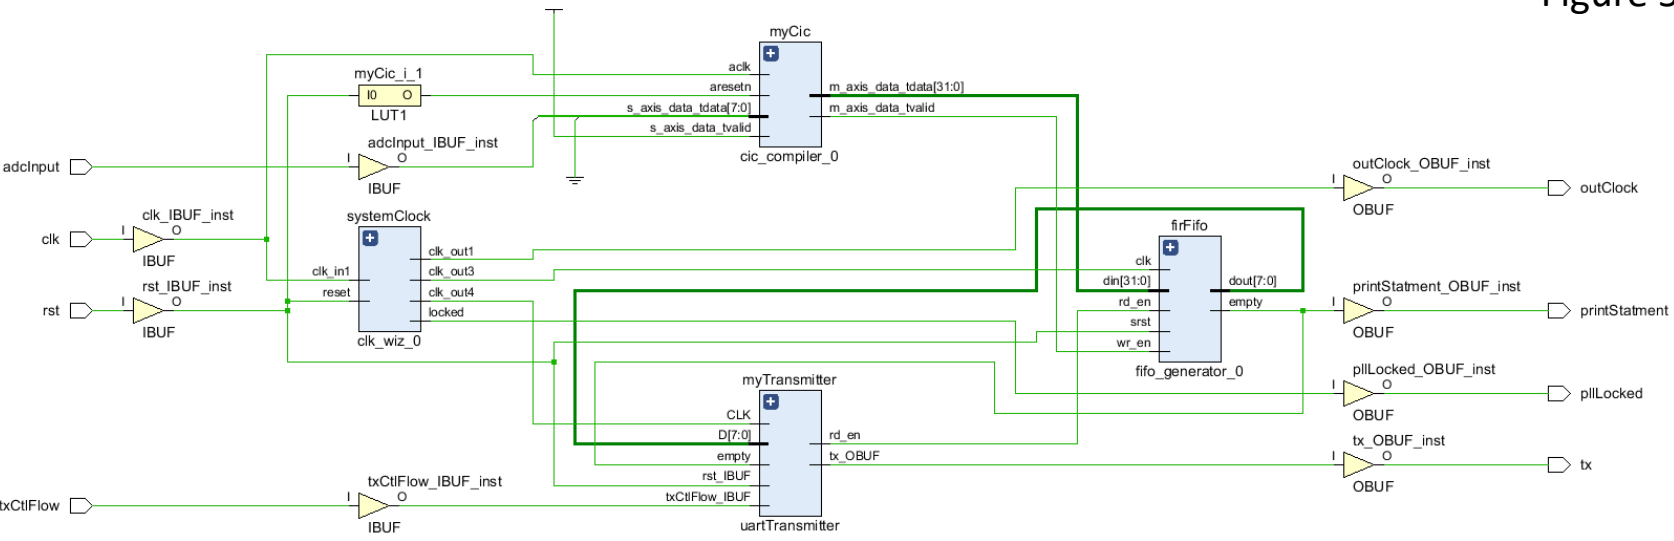 Figure 3
myCic
aclk
myCic_i_1
aresetn
m_axis_data_tdata[31:0]
I0 O
s_axis_data_tdata[7:0]
m_axis_data_tvalid
LUT1
s_axis_data_tvalid
adcInput_IBUF_inst
cic_compiler_0
adcInput
I O
IBUF
outClock_OBUF_inst
I O
outClock
OBUF
clk_IBUF_inst
systemClock
clk
I O
IBUF
firFifo
clk_out1
clk_in1
clk_out3
clk
rst_IBUF_inst
reset
clk_out4
din[31:0]
dout[7:0]
printStatment_OBUF_inst
rst
I O
locked
rd_en
empty
I O
printStatment
IBUF
clk_wiz_0
srst
OBUF
wr_en
fifo_generator_0
pllLocked_OBUF_inst
myTransmitter
I O
pllLocked
OBUF
CLK
D[7:0]
rd_en
tx_OBUF_inst
empty
tx_OBUF
I O
tx
rst_IBUF
OBUF
txCtlFlow_IBUF_inst
txCtlFlow
I O
txCtlFlow_IBUF
IBUF
uartTransmitter